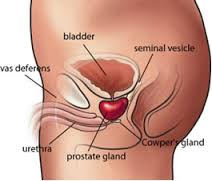 bladder
seminal vesicle
vas deferens
urethra
prostate gland
Cowper's gland